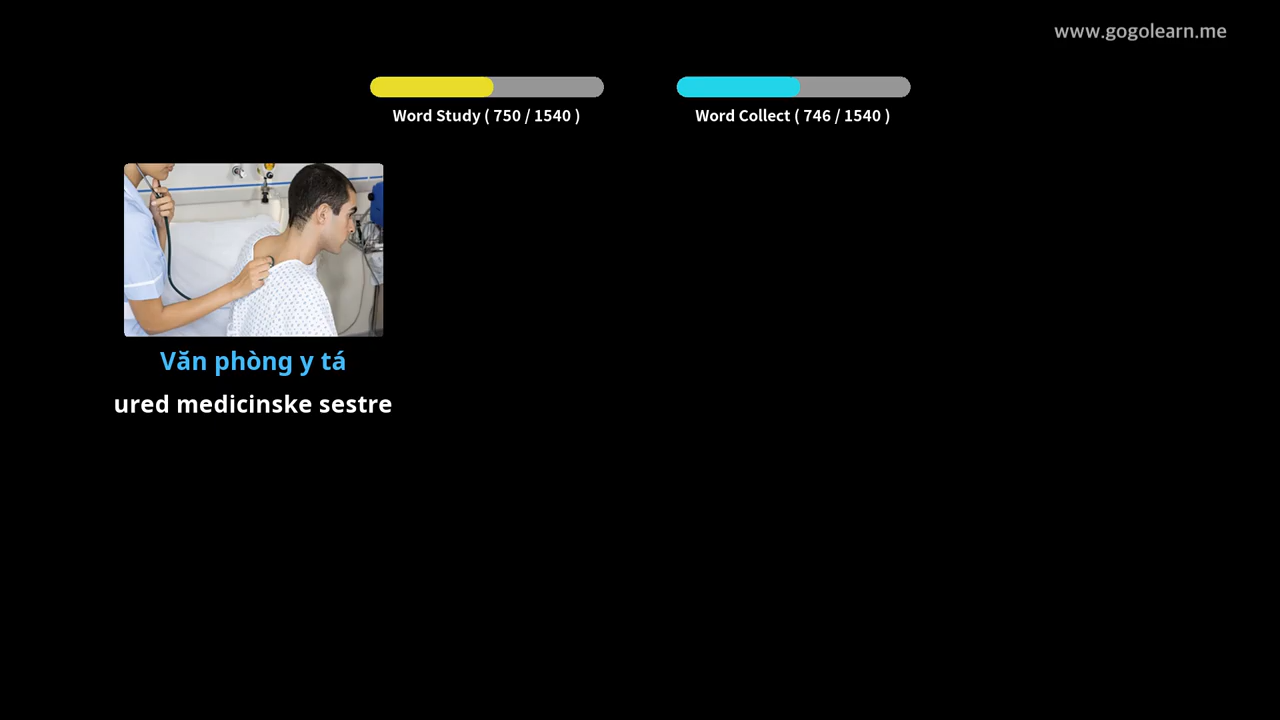 www.gogolearn.me
Word Study ( 750 / 1540 )
Word Collect ( 746 / 1540 )
Văn phòng y tá
ured medicinske sestre